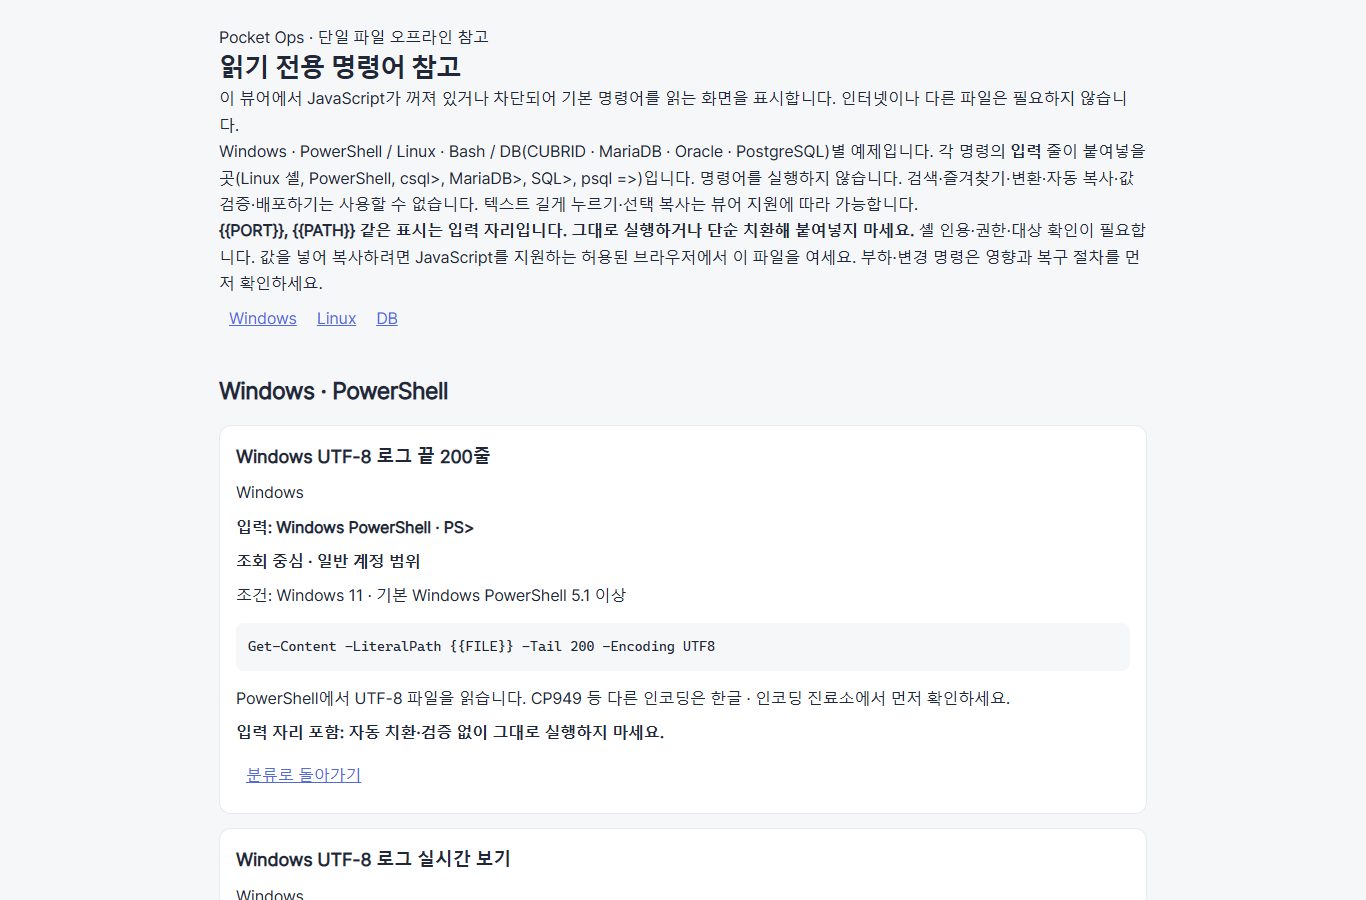 Pocket Ops · 단일 파일 오프라인 참고
읽기 전용 명령어 참고
이 뷰어에서 JavaScript가 꺼져 있거나 차단되어 기본 명령어를 읽는 화면을 표시합니다. 인터넷이나 다른 파일은 필요하지 않습니
다.
Windows · PowerShell / Linux · Bash / DB(CUBRID · MariaDB · Oracle · PostgreSQL)별 예제입니다. 각 명령의 입력 줄이 붙여넣을
곳(Linux 셸, PowerShell, csql>, MariaDB>, SQL>, psql =>)입니다. 명령어를 실행하지 않습니다. 검색·즐겨찾기·변환·자동 복사·값
검증·배포하기는 사용할 수 없습니다. 텍스트 길게 누르기·선택 복사는 뷰어 지원에 따라 가능합니다.
{{PORT}}, {{PATH}} 같은 표시는 입력 자리입니다. 그대로 실행하거나 단순 치환해 붙여넣지 마세요. 셸 인용·권한·대상 확인이 필요합
니다. 값을 넣어 복사하려면 JavaScript를 지원하는 허용된 브라우저에서 이 파일을 여세요. 부하·변경 명령은 영향과 복구 절차를 먼
저 확인하세요.
Windows Linux DB
Windows · PowerShell
Windows UTF-8 로그 끝 200줄
Windows
입력: Windows PowerShell · PS>
조회 중심 · 일반 계정 범위
조건: Windows 11 · 기본 Windows PowerShell 5.1 이상
Get-Content -LiteralPath {{FILE}} -Tail 200 -Encoding UTF8
PowerShell에서 UTF-8 파일을 읽습니다. CP949 등 다른 인코딩은 한글 · 인코딩 진료소에서 먼저 확인하세요.
입력 자리 포함: 자동 치환·검증 없이 그대로 실행하지 마세요.
분류로 돌아가기
Windows UTF-8 로그 실시간 보기
Windows